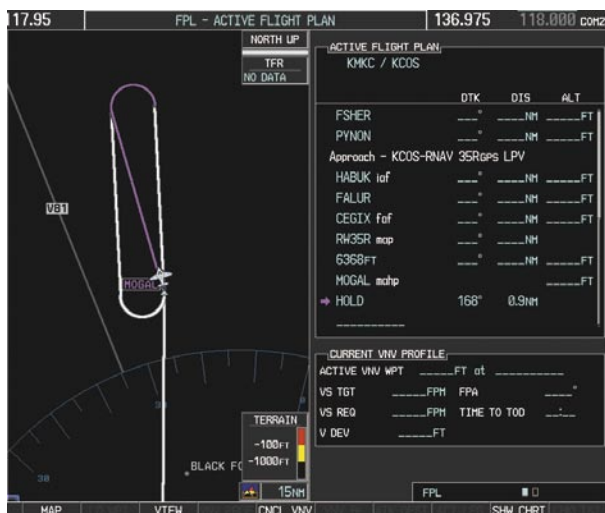 117.95 FPL - ACTIVE FLIGHT PLAN 136.975 118.000 COM2
NORTH UP
TFR
NO DATA
V81
MOGAL
33
30
BLACK FO
TERRAIN
-100FT
-1000FT
15NM
ACTIVE FLIGHT PLAN
KMKC / KCOS
DTK DIS ALT
FSHER ___° ____NM _____FT
PYNON ___° ____NM _____FT
Approach - KCOS-RNAV 35RGPS LPV
HABUK iaf ___° ____NM _____FT
FALUR ___° ____NM _____FT
CEGIX faf ___° ____NM _____FT
RW35R map ___° ____NM
6368FT ___° ____NM _____FT
MOGAL mahp _____FT
HOLD 168° 0.9NM
__________
CURRENT VNV PROFILE
ACTIVE VNV WPT _____FT at __________
VS TGT _____FPM FPA ____°
VS REQ _____FPM TIME TO TOD __:__
V DEV _____FT
FPL
MAP VIEW CNCL VNV SHW CHRT